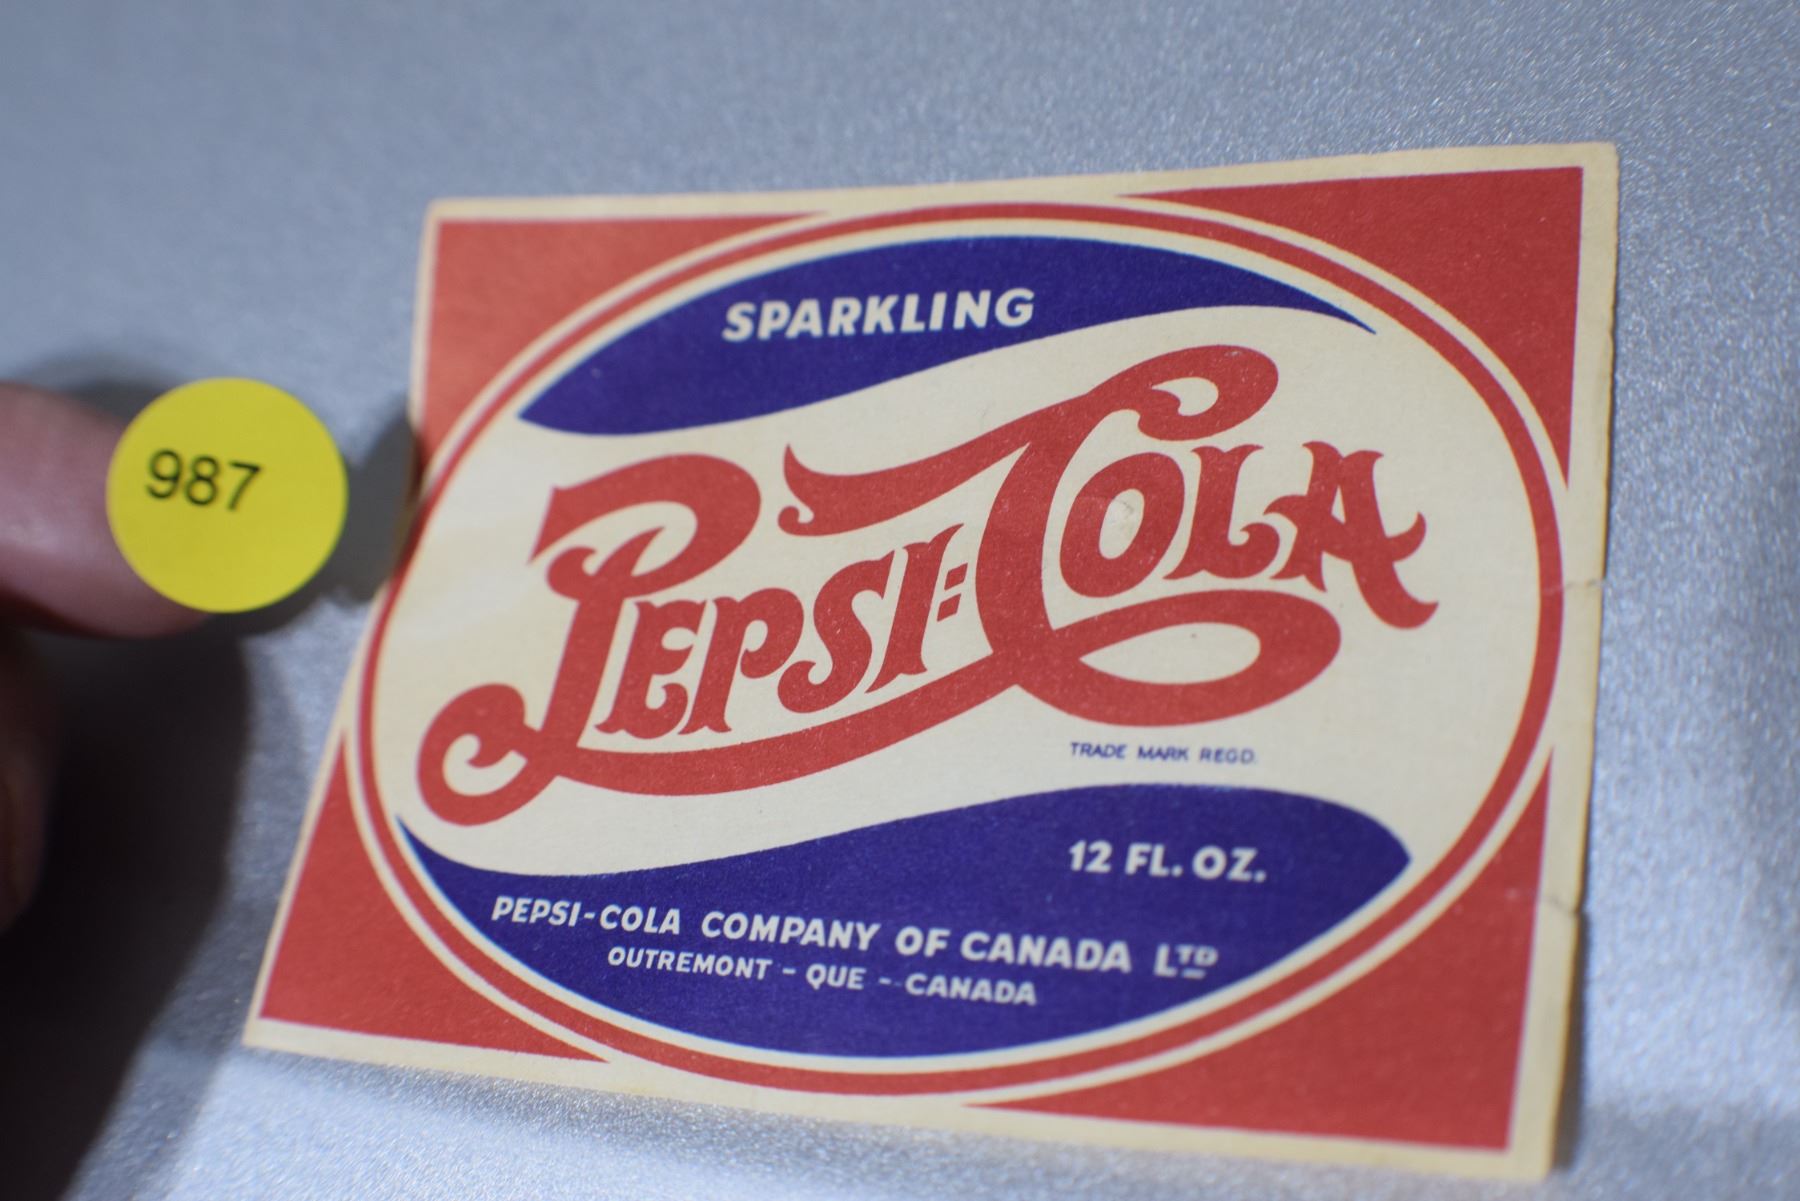 SPARKLING
987
PEPSI=COLA
TRADE MARK REGD.
12 FL. OZ.
PEPSI-COLA COMPANY OF CANADA LTD
OUTREMONT - QUE - CANADA